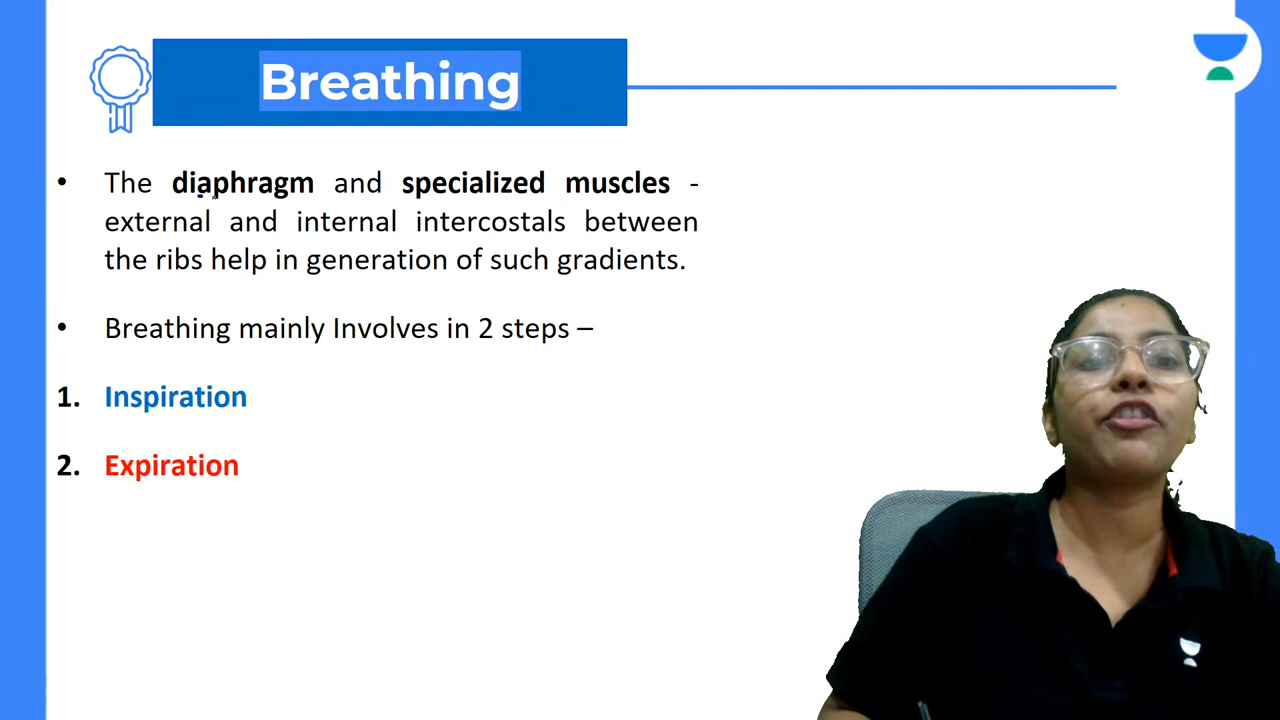 Breathing
• The diaphragm and specialized muscles -
external and internal intercostals between
the ribs help in generation of such gradients.
• Breathing mainly Involves in 2 steps –
1. Inspiration
2. Expiration